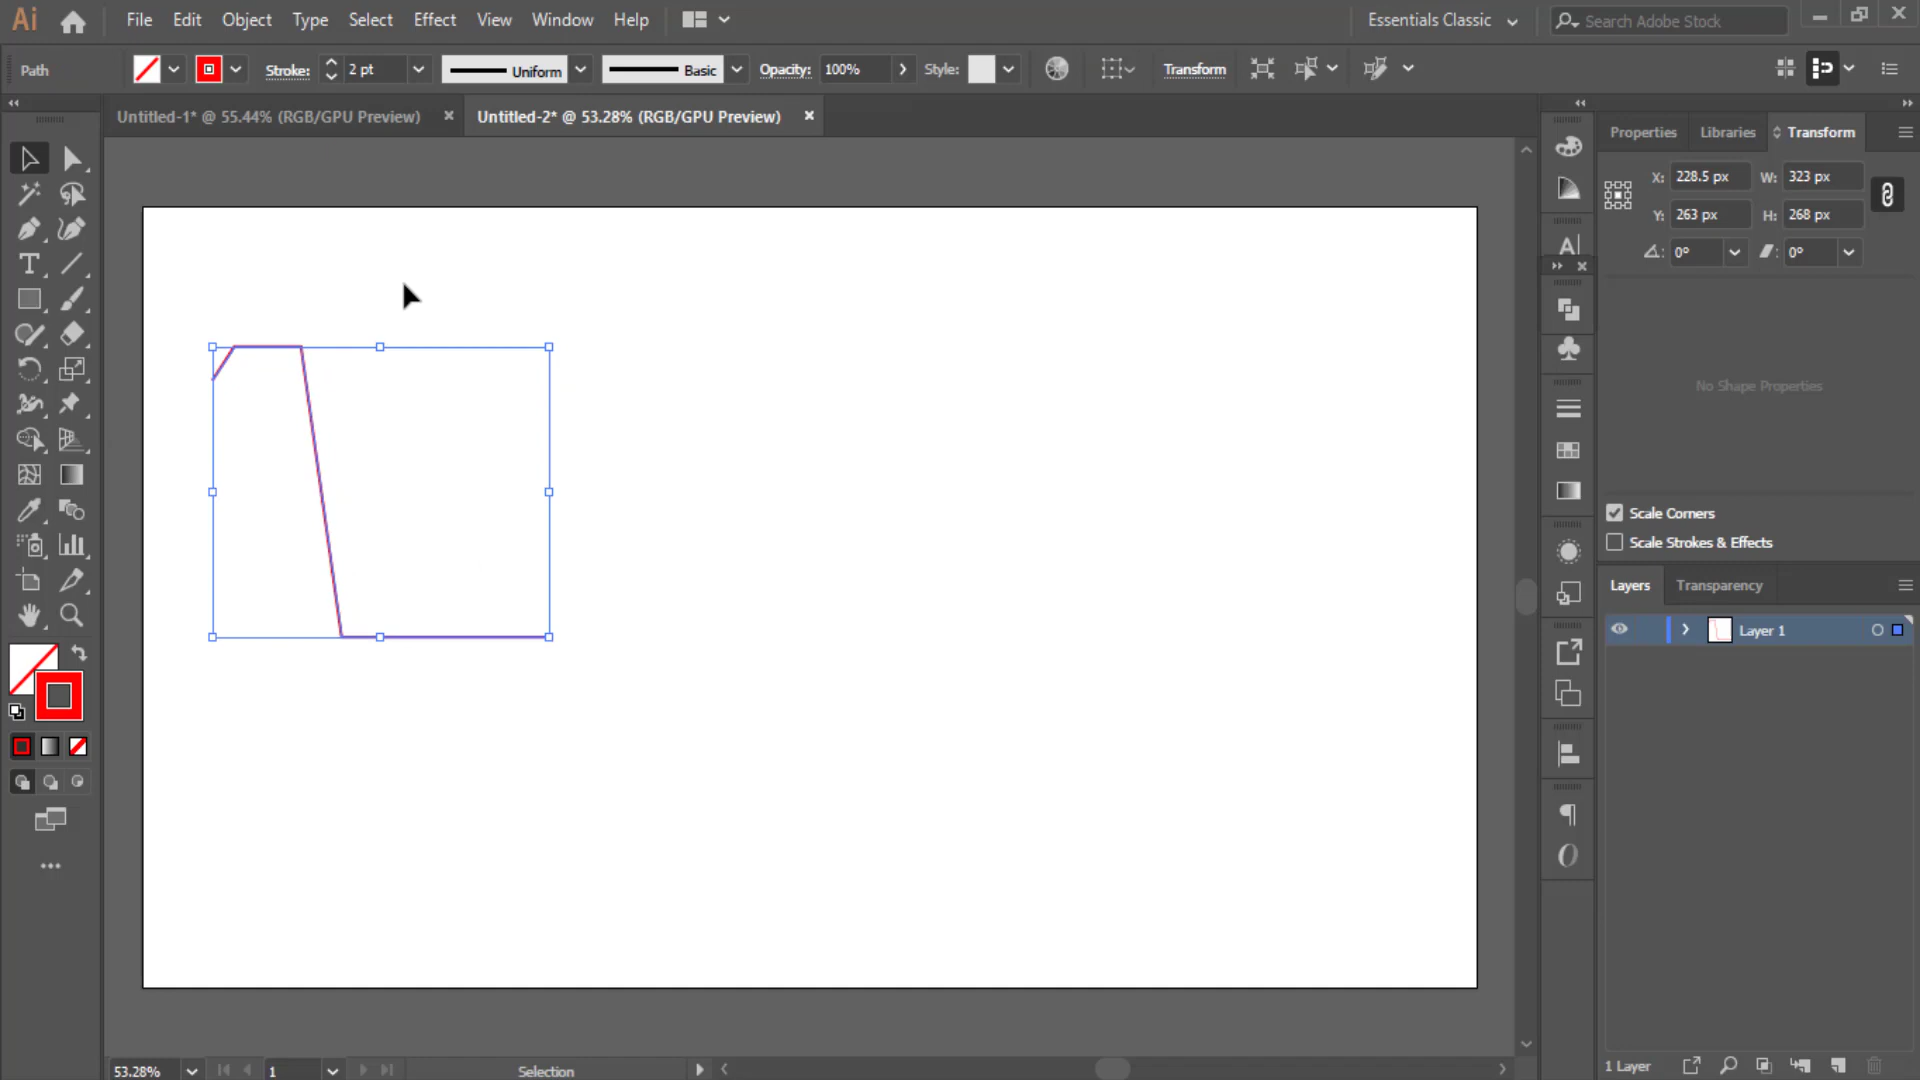 Ai File Edit Object Type Select Effect View Window Help Essentials Classic Search Adobe Stock
Path Stroke: 2 pt Uniform Basic Opacity: 100% Style: Transform
Untitled-1* @ 55.44% (RGB/GPU Preview) Untitled-2* @ 53.28% (RGB/GPU Preview)
Properties Libraries Transform
X: 228.5 px W: 323 px
Y: 263 px H: 268 px
0° 0°
No Shape Properties
Scale Corners
Scale Strokes & Effects
Layers Transparency
Layer 1
53.28% 1 Selection
1 Layer